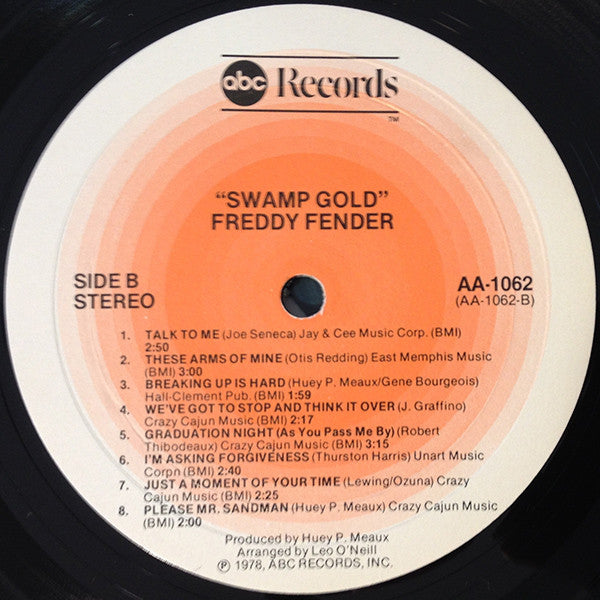 abc Records
TM
"SWAMP GOLD"
FREDDY FENDER
SIDE B
STEREO
AA-1062
(AA-1062-B)
1. TALK TO ME (Joe Seneca) Jay & Cee Music Corp. (BMI)
2:50
2. THESE ARMS OF MINE (Otis Redding) East Memphis Music
(BMI) 3:00
3. BREAKING UP IS HARD (Huey P. Meaux/Gene Bourgeois)
Hall-Clement Pub. (BMI) 1:59
4. WE'VE GOT TO STOP AND THINK IT OVER (J. Graffino)
Crazy Cajun Music (BMI) 2:17
5. GRADUATION NIGHT (As You Pass Me By) (Robert
Thibodeaux) Crazy Cajun Music (BMI) 3:15
6. I'M ASKING FORGIVENESS (Thurston Harris) Unart Music
Corpn (BMI) 2:40
7. JUST A MOMENT OF YOUR TIME (Lewing/Ozuna) Crazy
Cajun Music (BMI) 2:25
8. PLEASE MR. SANDMAN (Huey P. Meaux) Crazy Cajun Music
(BMI) 2:00
Produced by Huey P. Meaux
Arranged by Leo O'Neill
℗ 1978, ABC RECORDS, INC.